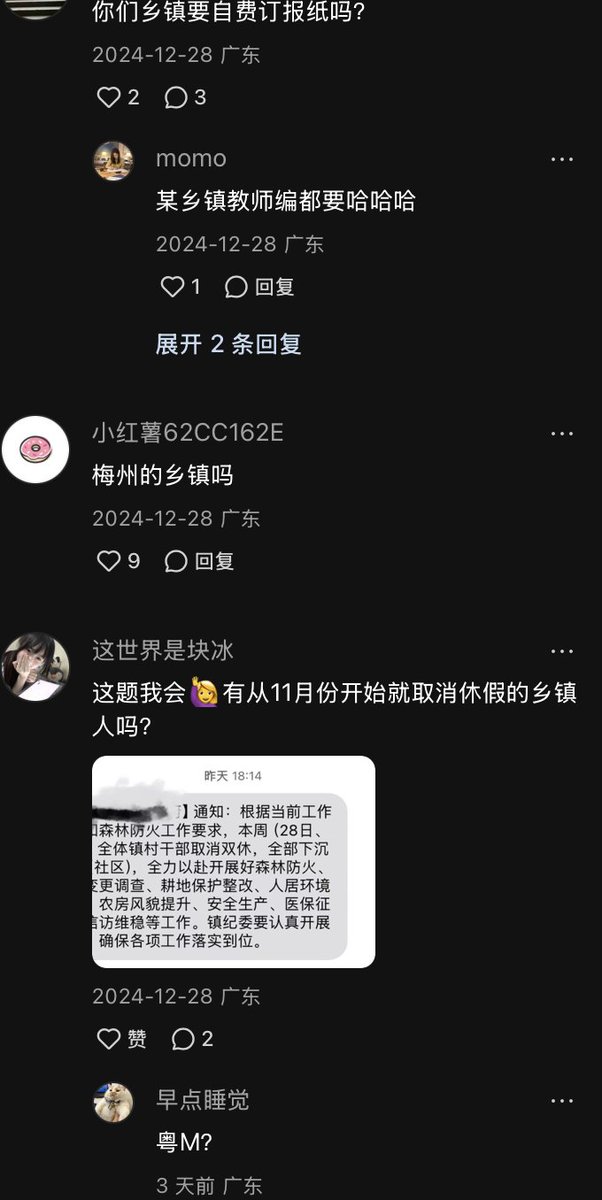 你们乡镇要自费订报纸吗?
2024-12-28 广东
2
3
momo
某乡镇教师编都要哈哈哈
2024-12-28 广东
1
回复
展开 2 条回复
小红薯62CC162E
梅州的乡镇吗
2024-12-28 广东
9
回复
这世界是块冰
这题我会🙋‍♀️有从11月份开始就取消休假的乡镇
人吗?
昨天 18:14
】通知：根据当前工作
森林防火工作要求，本周 (28日、
全体镇村干部取消双休，全部下沉
社区)，全力以赴开展好森林防火、
变更调查、耕地保护整改、人居环境
农房风貌提升、安全生产、医保征
信访维稳等工作。镇纪委要认真开展
确保各项工作落实到位。
2024-12-28 广东
赞
2
早点睡觉
粤M?
3 天前 广东